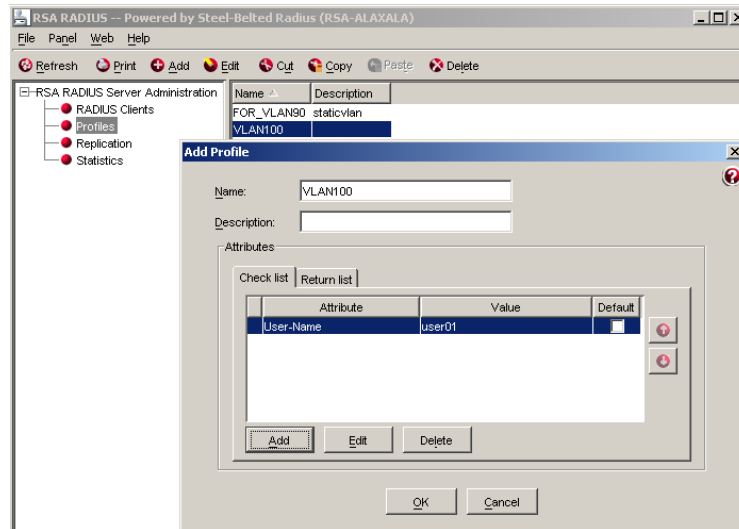 RSA RADIUS -- Powered by Steel-Belted Radius (RSA-ALAXALA)
File Panel Web Help
Refresh Print Add Edit Cut Copy Paste Delete
RSA RADIUS Server Administration
RADIUS Clients
Profiles
Replication
Statistics
Name Description
FOR_VLAN90 staticvlan
VLAN100
Add Profile
Name: VLAN100
Description:
Attributes
Check list Return list
Attribute Value Default
User-Name user01
Add Edit Delete
OK Cancel